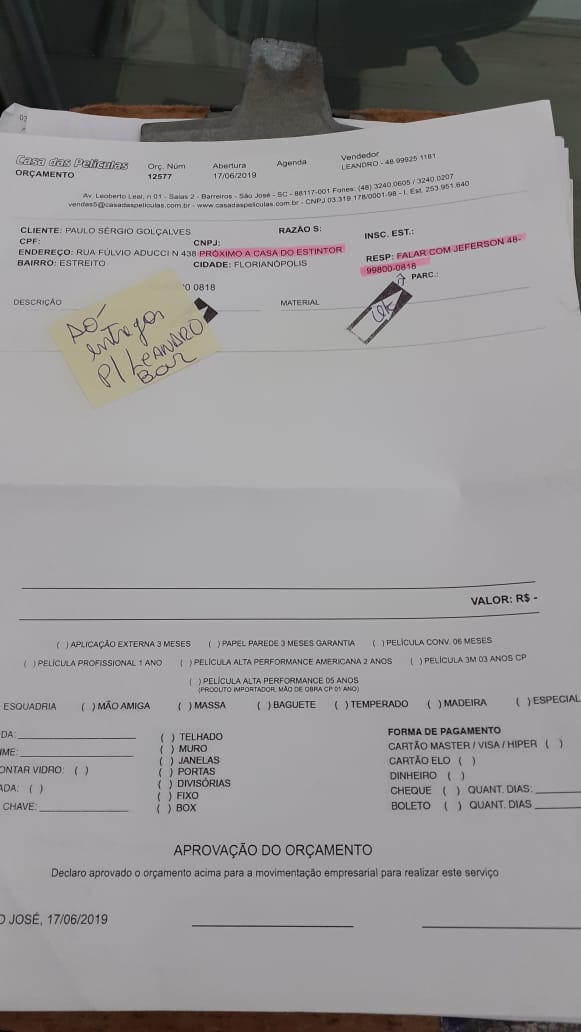 03
Casa das Películas Orç. Núm Abertura Agenda Vendedor
ORÇAMENTO 12577 17/06/2019 LEANDRO - 48 99925 1181
Av. Leoberto Leal, n 01 - Salas 2 - Barreiros - São José - SC - 88117-001 Fones: (48) 3240.0605 / 3240.0207
vendas5@casadaspeliculas.com.br - www.casadaspeliculas.com.br - CNPJ 03.319.178/0001-98 - I. Est. 253.951.640
CLIENTE: PAULO SÉRGIO GOLÇALVES RAZÃO S: INSC. EST.:
CPF: CNPJ:
ENDEREÇO: RUA FÚLVIO ADUCCI N 438 PRÓXIMO A CASA DO ESTINTOR RESP: FALAR COM JEFERSON 48-
99800-0818
BAIRRO: ESTREITO CIDADE: FLORIANÓPOLIS PARC.:
0818
DESCRIÇÃO MATERIAL
entregar
P/ LEANDRO
BOX
VALOR: R$ -
( ) APLICAÇÃO EXTERNA 3 MESES ( ) PAPEL PAREDE 3 MESES GARANTIA ( ) PELÍCULA CONV. 06 MESES
( ) PELÍCULA PROFISSIONAL 1 ANO ( ) PELÍCULA ALTA PERFORMANCE AMERICANA 2 ANOS ( ) PELÍCULA 3M 03 ANOS CP
( ) PELÍCULA ALTA PERFORMANCE 05 ANOS
(PRODUTO IMPORTADOR, MÃO DE OBRA CP 01 ANO)
ESQUADRIA ( ) MÃO AMIGA ( ) MASSA ( ) BAGUETE ( ) TEMPERADO ( ) MADEIRA ( ) ESPECIAL
DA: ( ) TELHADO FORMA DE PAGAMENTO
ME: ( ) MURO CARTÃO MASTER / VISA / HIPER ( )
( ) JANELAS CARTÃO ELO ( )
ONTAR VIDRO: ( ) ( ) PORTAS DINHEIRO ( )
ADA: ( ) ( ) DIVISÓRIAS CHEQUE ( ) QUANT. DIAS:
( ) FIXO BOLETO ( ) QUANT. DIAS
CHAVE: ( ) BOX
APROVAÇÃO DO ORÇAMENTO
Declaro aprovado o orçamento acima para a movimentação empresarial para realizar este serviço
O JOSÉ, 17/06/2019